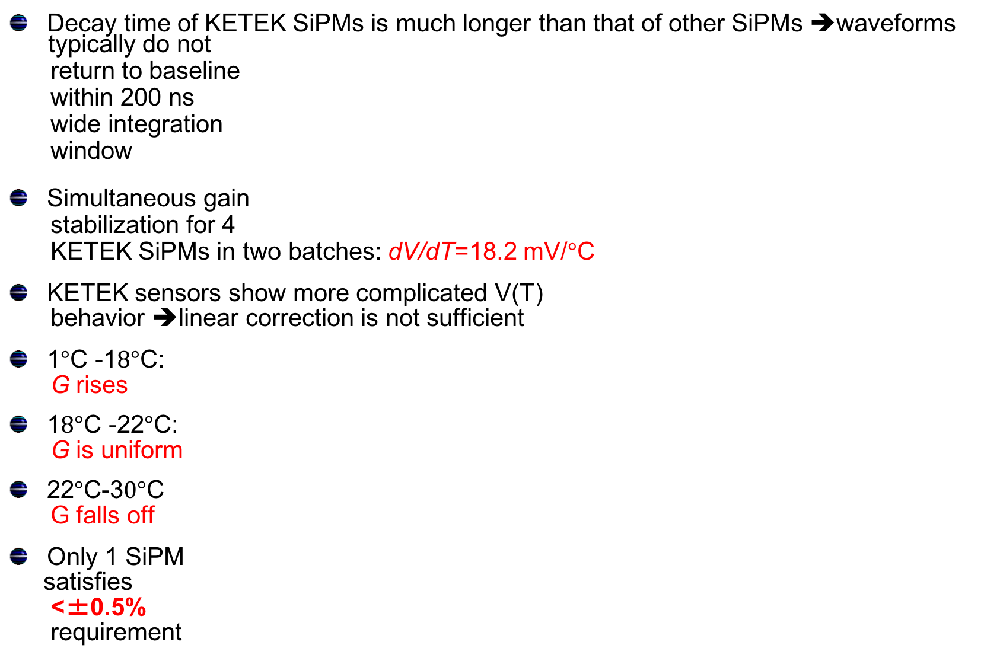 Decay time of KETEK SiPMs is much longer than that of other SiPMs ➔waveforms
typically do not
return to baseline
within 200 ns
wide integration
window
Simultaneous gain
stabilization for 4
KETEK SiPMs in two batches: dV/dT=18.2 mV/°C
KETEK sensors show more complicated V(T)
behavior ➔linear correction is not sufficient
1°C -18°C:
G rises
18°C -22°C:
G is uniform
22°C-30°C
G falls off
Only 1 SiPM
satisfies
<±0.5%
requirement